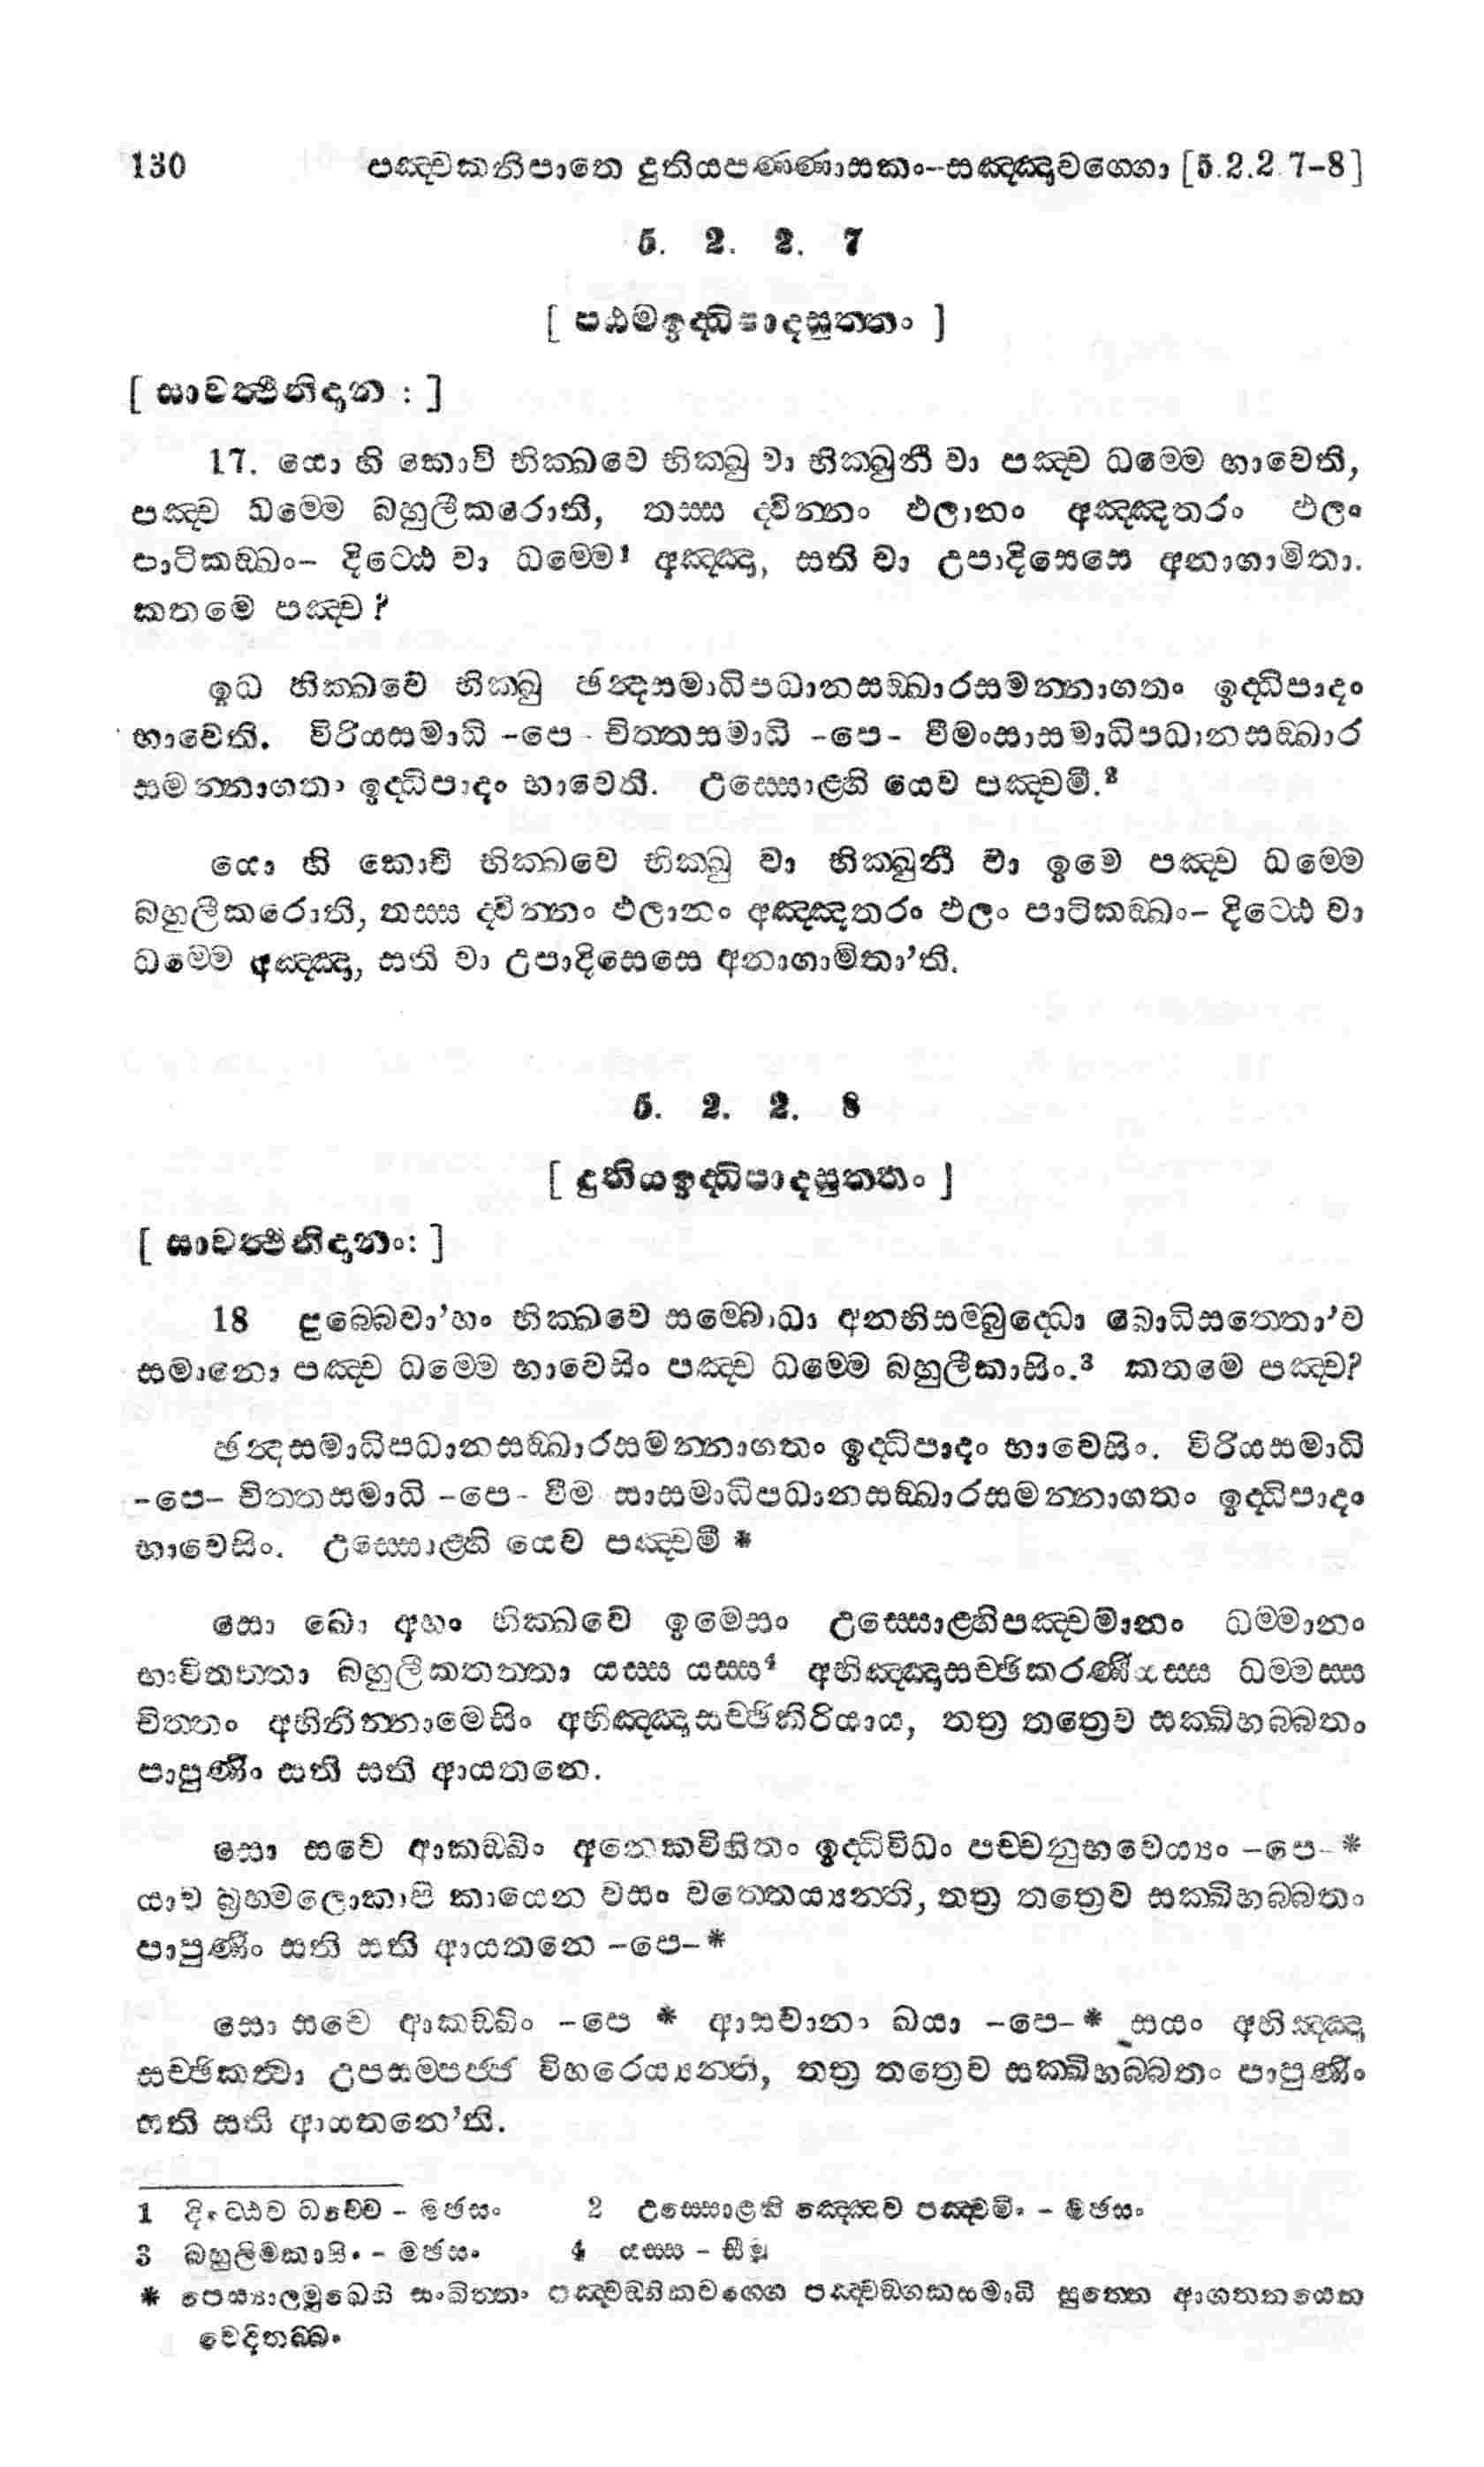 130 පඤ්චකනිපාතෙ දුතියපණ්ණාසකං-සඤ්ඤාවග්ගො [5.2.2.7-8]
5. 2. 2. 7
[ පඨමඉද්ධිපාදසුත්තං ]
[ සාවත්ථිනිදාන : ]
17. යො හි කොචි භික්ඛවෙ භික්ඛු වා භික්ඛුනී වා පඤ්ච ධම්මෙ භාවෙති,
පඤ්ච ධම්මෙ බහුලීකරොති, තස්ස ද්වින්නං ඵලානං අඤ්ඤතරං ඵලං
පාටිකඞ්ඛං- දිට්ඨෙ වා ධම්මෙ¹ අඤ්ඤා, සති වා උපාදිසෙසෙ අනාගාමිතා.
කතමෙ පඤ්ච?
ඉධ භික්ඛවෙ භික්ඛු ඡන්දසමාධිපධානසඞ්ඛාරසමන්නාගතං ඉද්ධිපාදං
භාවෙති. විරියසමාධි -පෙ- චිත්තසමාධි -පෙ- වීමංසාසමාධිපධානසඞ්ඛාර
සමන්නාගතං ඉද්ධිපාදං භාවෙති. උස්සොළ්හි යෙව පඤ්චමී.²
යො හි කොචි භික්ඛවෙ භික්ඛු වා භික්ඛුනී වා ඉමෙ පඤ්ච ධම්මෙ
බහුලීකරොති, තස්ස ද්වින්නං ඵලානං අඤ්ඤතරං ඵලං පාටිකඞ්ඛං- දිට්ඨෙ වා
ධම්මෙ අඤ්ඤා, සති වා උපාදිසෙසෙ අනාගාමිතා’ති.
5. 2. 2. 8
[ දුතියඉද්ධිපාදසුත්තං ]
[ සාවත්ථිනිදානං: ]
18 පුබ්බෙවා’හං භික්ඛවෙ සම්බොධා අනභිසම්බුද්ධො බොධිසත්තො’ව
සමානො පඤ්ච ධම්මෙ භාවෙසිං පඤ්ච ධම්මෙ බහුලීකාසිං.³ කතමෙ පඤ්ච?
ඡන්දසමාධිපධානසඞ්ඛාරසමන්නාගතං ඉද්ධිපාදං භාවෙසිං. විරියසමාධි
-පෙ- චිත්තසමාධි -පෙ- වීමංසාසමාධිපධානසඞ්ඛාරසමන්නාගතං ඉද්ධිපාදං
භාවෙසිං. උස්සොළ්හි යෙව පඤ්චමී *
සො ඛො අහං භික්ඛවෙ ඉමෙසං උස්සොළ්හිපඤ්චමානං ධම්මානං
භාවිතත්තා බහුලීකතත්තා යස්ස යස්ස⁴ අභිඤ්ඤාසච්ඡිකරණීයස්ස ධම්මස්ස
චිත්තං අභිනින්නාමෙසිං අභිඤ්ඤාසච්ඡිකිරියාය, තත්‍ර තත්‍රෙව සක්ඛිභබ්බතං
පාපුණිං සති සති ආයතනෙ.
සො සචෙ ආකඞ්ඛිං අනෙකවිහිතං ඉද්ධිවිධං පච්චනුභවෙය්‍යං -පෙ- *
යාව බ්‍රහ්මලොකාපි කායෙන වසං වත්තෙය්‍යන්ති, තත්‍ර තත්‍රෙව සක්ඛිභබ්බතං
පාපුණිං සති සති ආයතනෙ -පෙ- *
සො සචෙ ආකඞ්ඛිං -පෙ * ආසවානං ඛයා -පෙ- * සයං අභිඤ්ඤා
සච්ඡිකත්‍වා උපසම්පජ්ජ විහරෙය්‍යන්ති, තත්‍ර තත්‍රෙව සක්ඛිභබ්බතං පාපුණිං
සති සති ආයතනෙ’ති.
1 දිට්ඨෙව ධම්මෙ - මජසං 2 උස්සොළ්හි ඤ්ඤෙව පඤ්චමිං - මජසං
3 බහුලිමකාසිං - මජසං 4 යස්ස - සීමු
* පෙය්‍යාලමුඛෙහි සංඛිත්තං පඤ්චඞ්ගිකවග්ගෙ පඤ්චඞ්ගිකසමාධි සුත්තෙ ආගතනයෙන
වෙදිතබ්බං